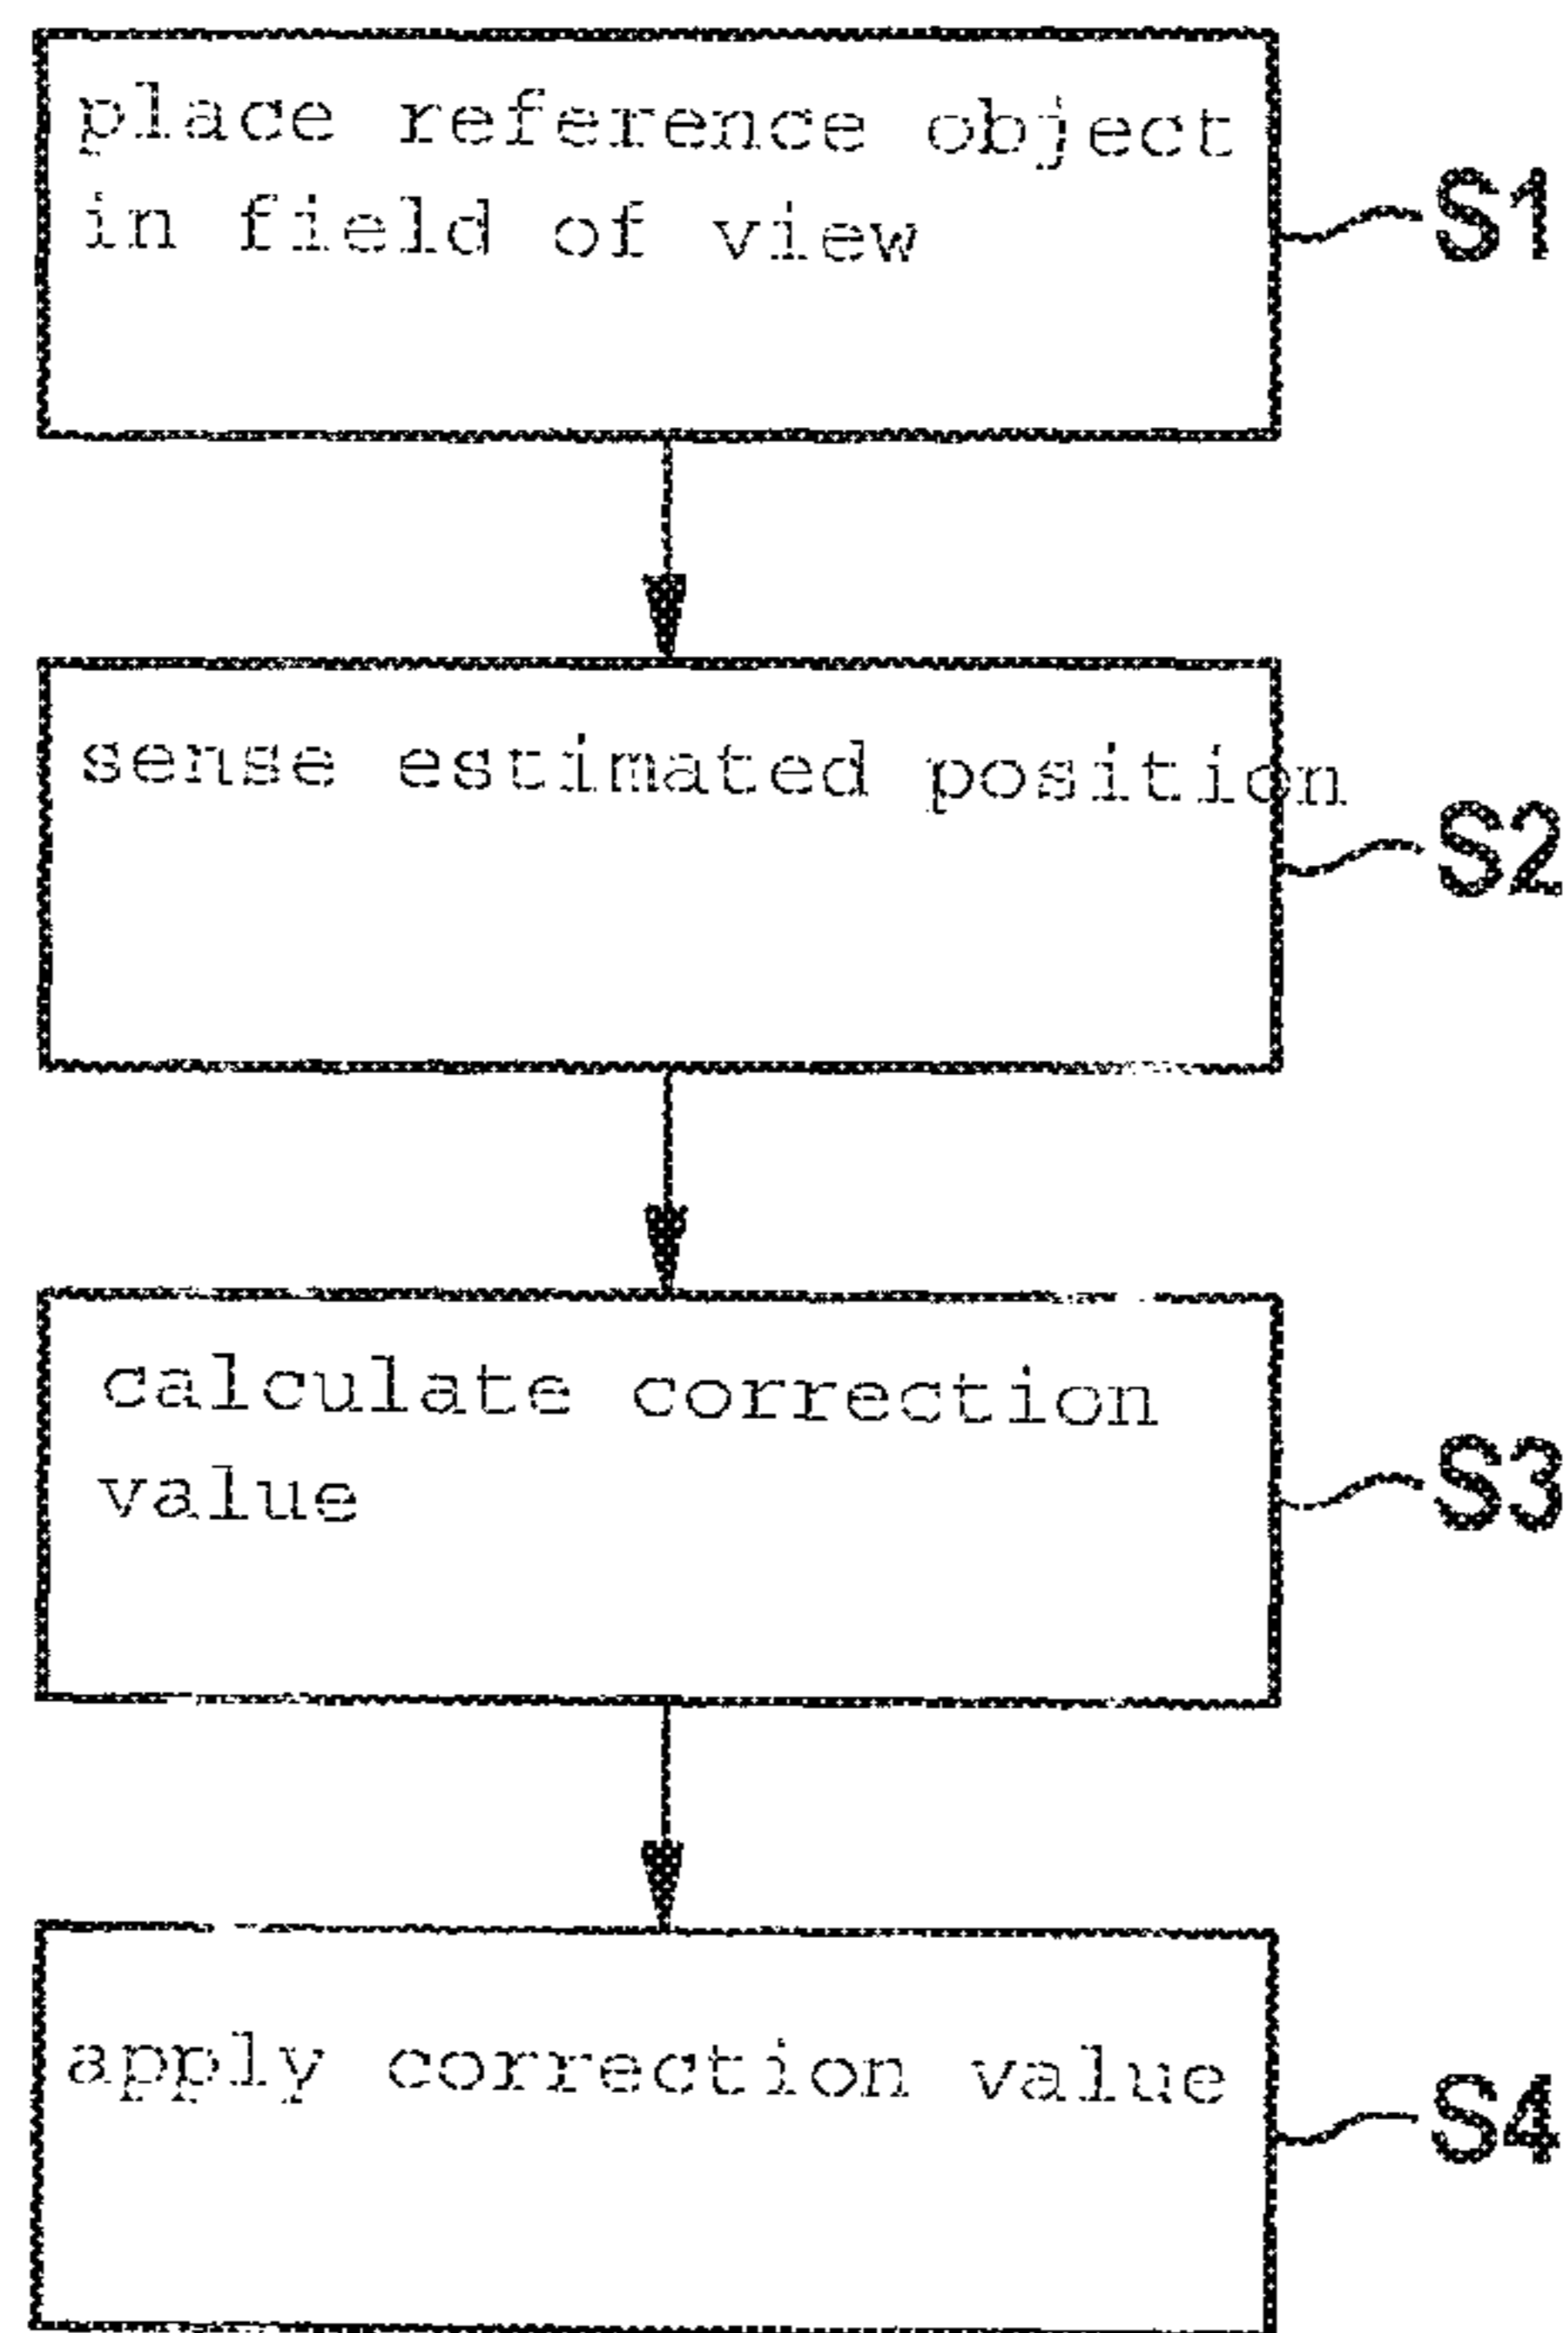 place reference object
in field of view
S1
sense estimated position
S2
calculate correction
value
S3
apply correction value
S4